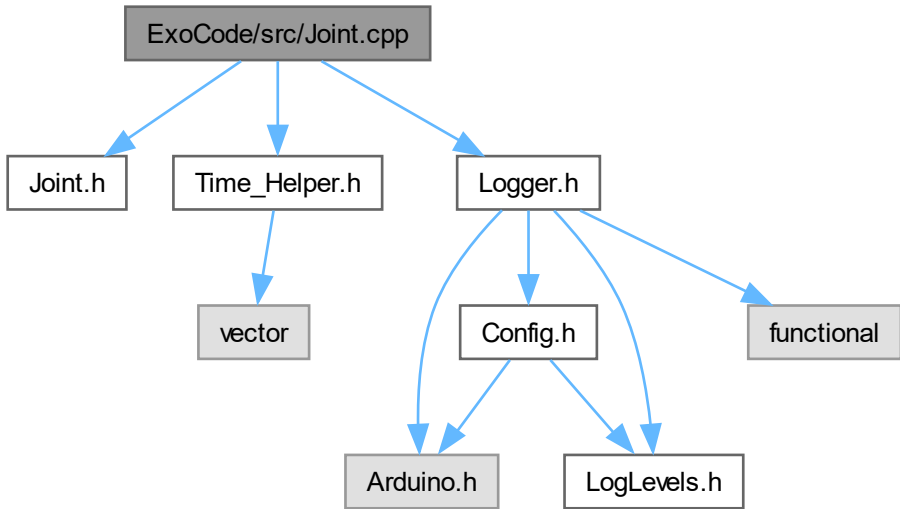 ExoCode/src/Joint.cpp
Joint.h
Time_Helper.h
Logger.h
vector
Config.h
functional
Arduino.h
LogLevels.h